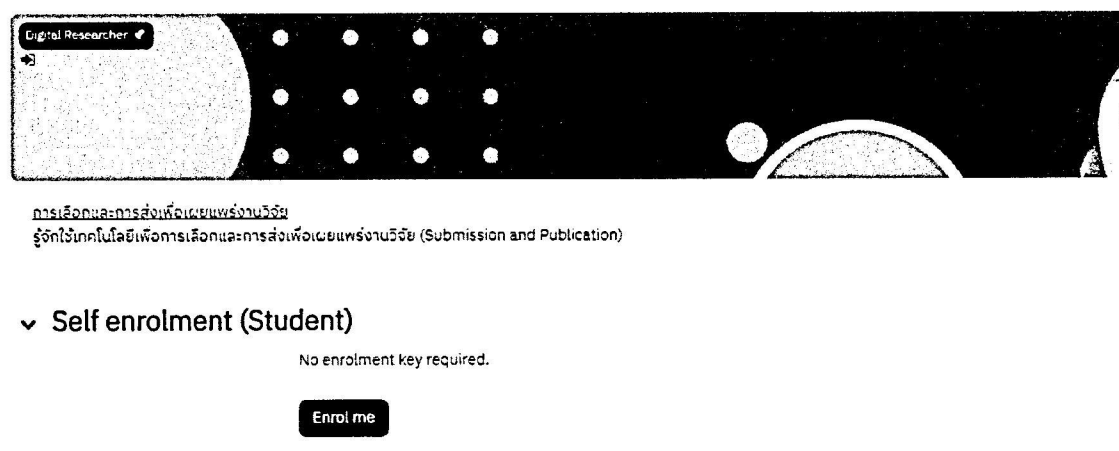 Digital Researcher
การเลือกและการส่งเพื่อเผยแพร่งานวิจัย
รู้จักใช้เทคโนโลยีเพื่อการเลือกและการส่งเพื่อเผยแพร่งานวิจัย (Submission and Publication)
Self enrolment (Student)
No enrolment key required.
Enrol me